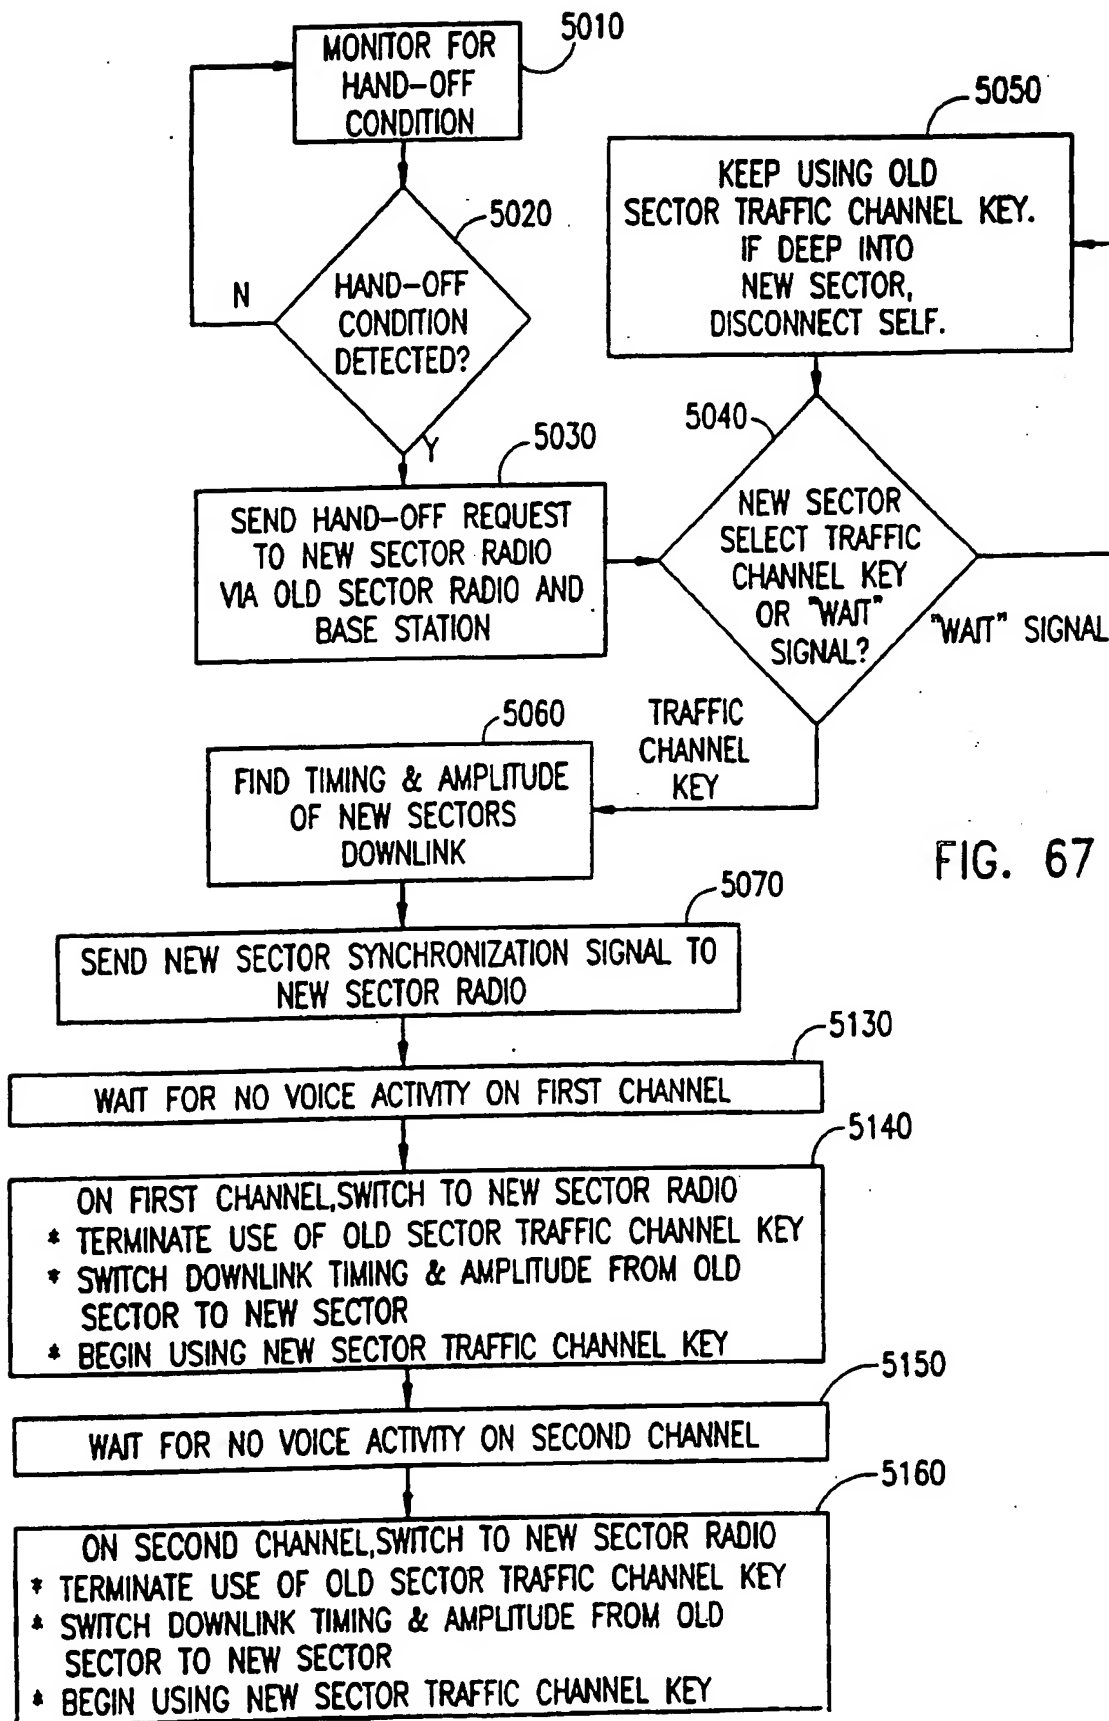 MONITOR FOR
HAND-OFF
CONDITION
5010
HAND-OFF
CONDITION
DETECTED?
5020
N
Y
SEND HAND-OFF REQUEST
TO NEW SECTOR RADIO
VIA OLD SECTOR RADIO AND
BASE STATION
5030
KEEP USING OLD
SECTOR TRAFFIC CHANNEL KEY.
IF DEEP INTO
NEW SECTOR,
DISCONNECT SELF.
5050
5040
NEW SECTOR
SELECT TRAFFIC
CHANNEL KEY
OR "WAIT"
SIGNAL?
"WAIT" SIGNAL
TRAFFIC
CHANNEL
KEY
5060
FIND TIMING & AMPLITUDE
OF NEW SECTORS
DOWNLINK
FIG. 67
5070
SEND NEW SECTOR SYNCHRONIZATION SIGNAL TO
NEW SECTOR RADIO
5130
WAIT FOR NO VOICE ACTIVITY ON FIRST CHANNEL
5140
ON FIRST CHANNEL,SWITCH TO NEW SECTOR RADIO
* TERMINATE USE OF OLD SECTOR TRAFFIC CHANNEL KEY
* SWITCH DOWNLINK TIMING & AMPLITUDE FROM OLD
SECTOR TO NEW SECTOR
* BEGIN USING NEW SECTOR TRAFFIC CHANNEL KEY
5150
WAIT FOR NO VOICE ACTIVITY ON SECOND CHANNEL
5160
ON SECOND CHANNEL,SWITCH TO NEW SECTOR RADIO
* TERMINATE USE OF OLD SECTOR TRAFFIC CHANNEL KEY
* SWITCH DOWNLINK TIMING & AMPLITUDE FROM OLD
SECTOR TO NEW SECTOR
* BEGIN USING NEW SECTOR TRAFFIC CHANNEL KEY